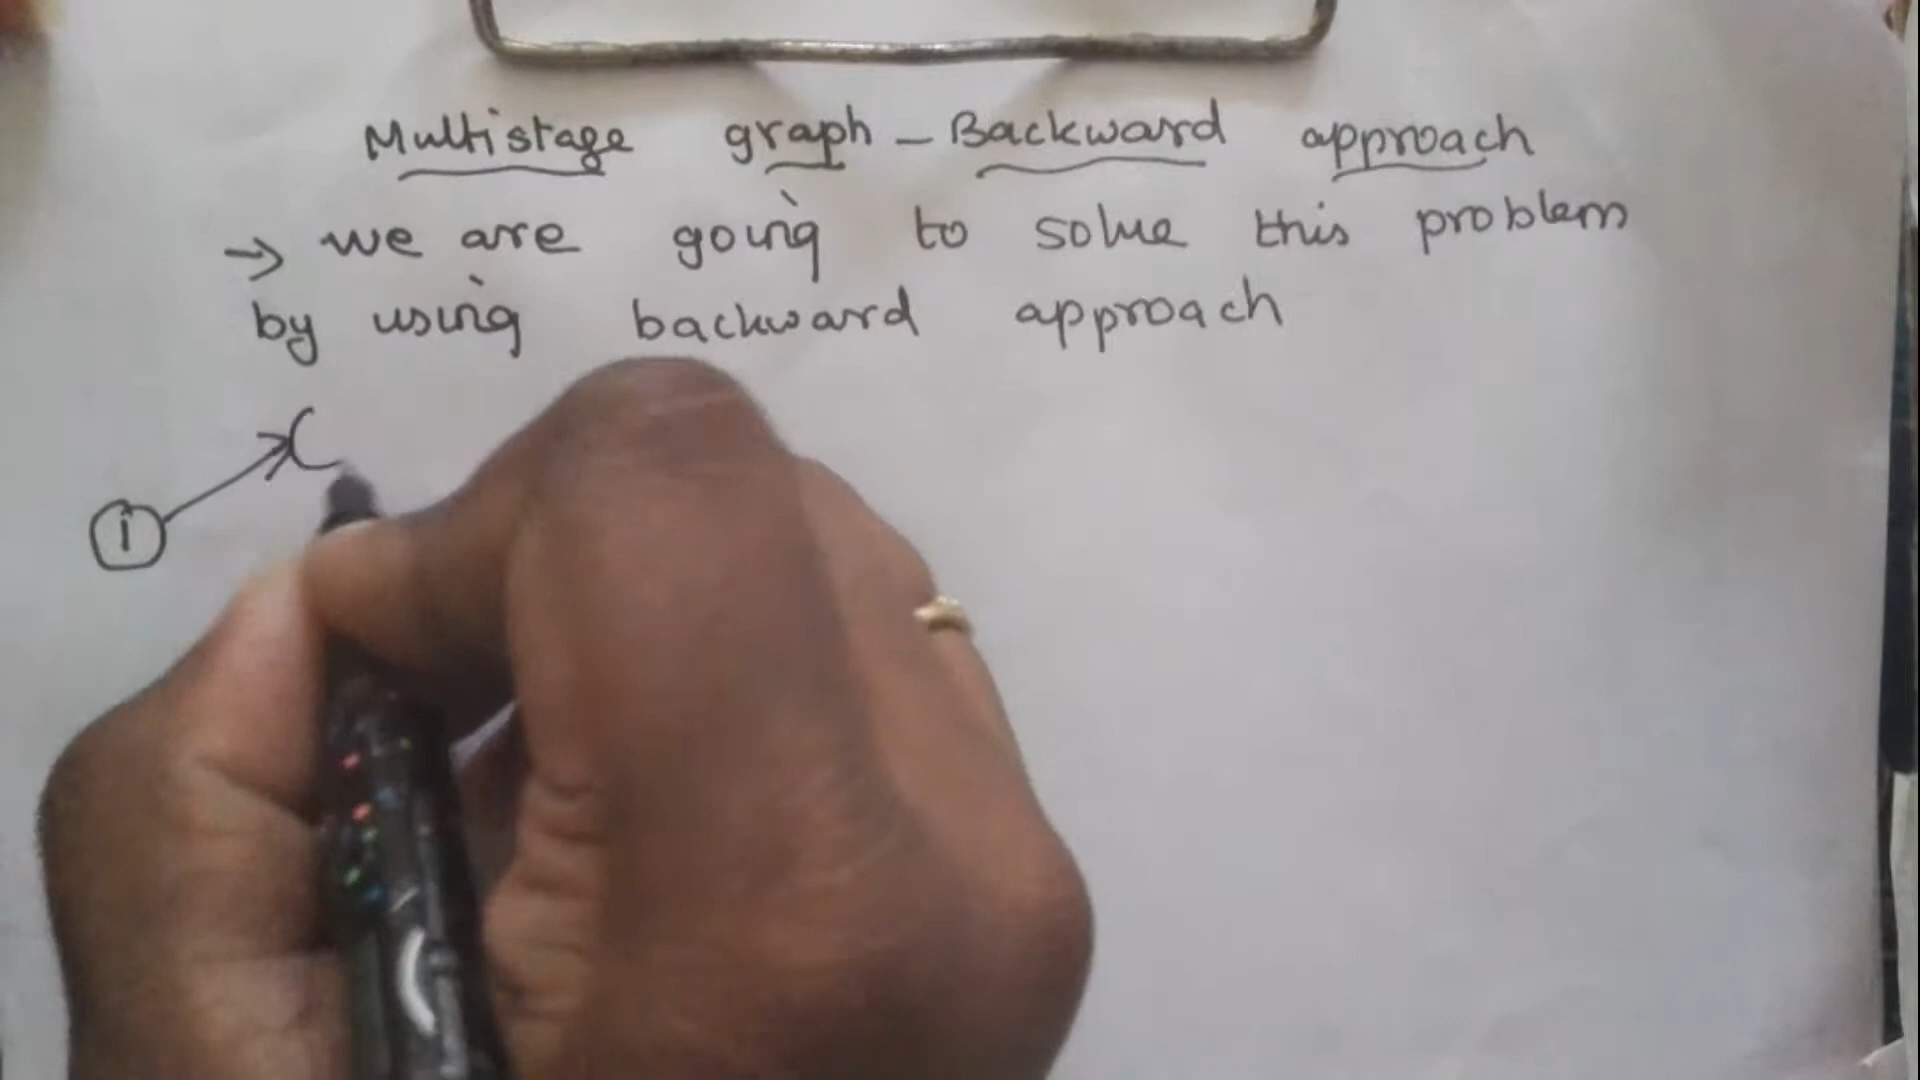 Multistage graph - Backward approach
→ we are going to solve this problem
by using backward approach
1